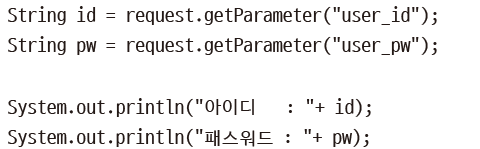 String id = request.getParameter("user_id");
String pw = request.getParameter("user_pw");
System.out.println("아이디   : "+ id);
System.out.println("패스워드 : "+ pw);